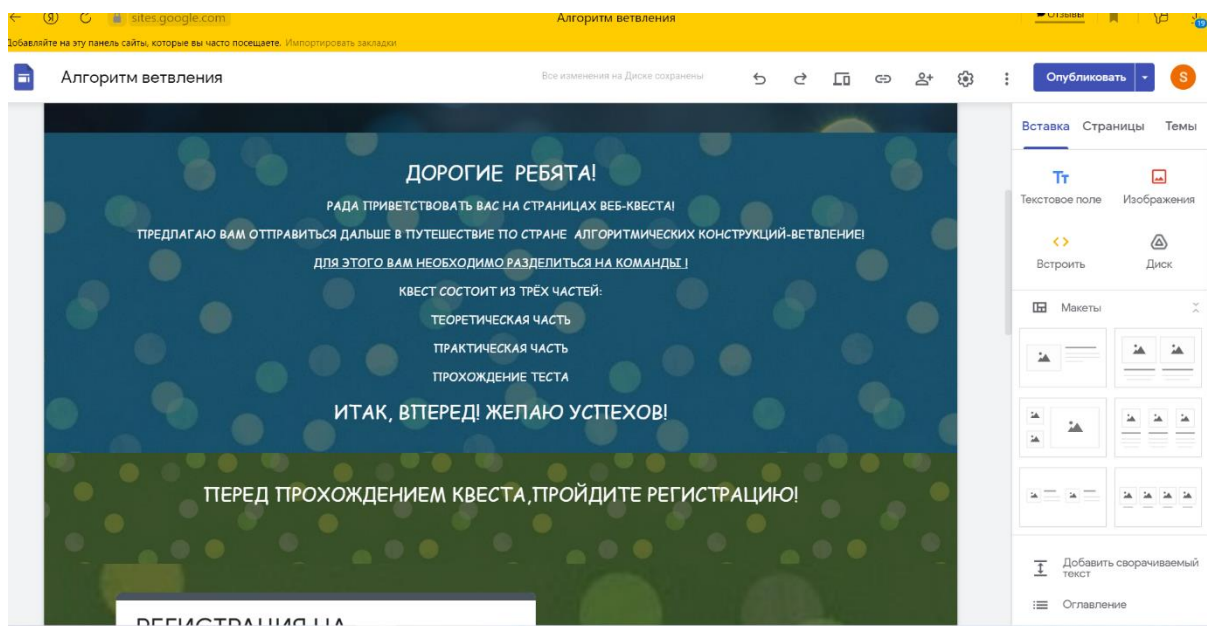 sites.google.com
Алгоритм ветвления
Отзывы
19
Добавляйте на эту панель сайты, которые вы часто посещаете. Импортировать закладки
Алгоритм ветвления
Все изменения на Диске сохранены
Опубликовать
S
ДОРОГИЕ РЕБЯТА!
РАДА ПРИВЕТСТВОВАТЬ ВАС НА СТРАНИЦАХ ВЕБ-КВЕСТА!
ПРЕДЛАГАЮ ВАМ ОТПРАВИТЬСЯ ДАЛЬШЕ В ПУТЕШЕСТВИЕ ПО СТРАНЕ АЛГОРИТМИЧЕСКИХ КОНСТРУКЦИЙ-ВЕТВЛЕНИЕ!
ДЛЯ ЭТОГО ВАМ НЕОБХОДИМО РАЗДЕЛИТЬСЯ НА КОМАНДЫ !
КВЕСТ СОСТОИТ ИЗ ТРЁХ ЧАСТЕЙ:
ТЕОРЕТИЧЕСКАЯ ЧАСТЬ
ПРАКТИЧЕСКАЯ ЧАСТЬ
ПРОХОЖДЕНИЕ ТЕСТА
ИТАК, ВПЕРЕД! ЖЕЛАЮ УСПЕХОВ!
ПЕРЕД ПРОХОЖДЕНИЕМ КВЕСТА,ПРОЙДИТЕ РЕГИСТРАЦИЮ!
РЕГИСТРАЦИЯ НА
Вставка Страницы Темы
Тт
Текстовое поле Изображения
Встроить Диск
Макеты
Добавить сворачиваемый
текст
Оглавление